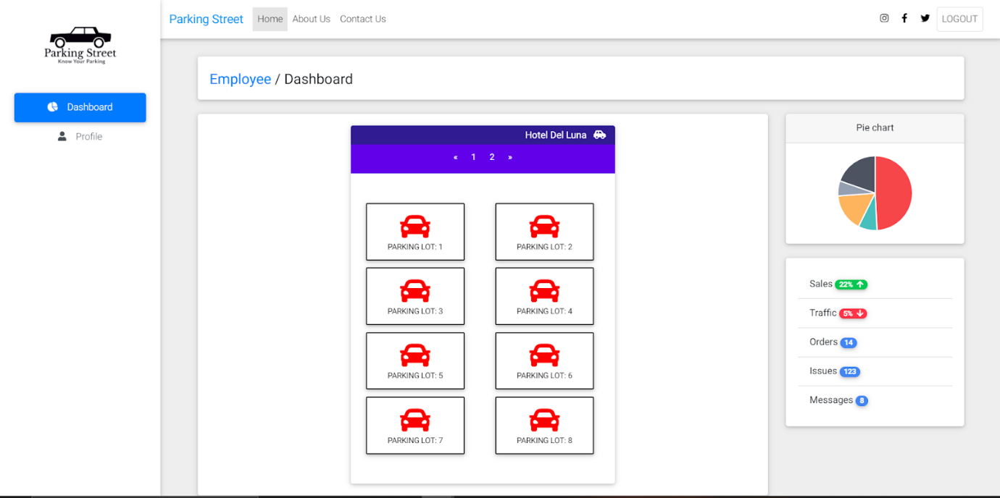 Parking Street
Know Your Parking
Dashboard
Profile
Parking Street Home About Us Contact Us LOGOUT
Employee / Dashboard
Hotel Del Luna
« 1 2 »
PARKING LOT: 1 PARKING LOT: 2
PARKING LOT: 3 PARKING LOT: 4
PARKING LOT: 5 PARKING LOT: 6
PARKING LOT: 7 PARKING LOT: 8
Pie chart
Sales 22%
Traffic 5%
Orders 14
Issues 123
Messages 8